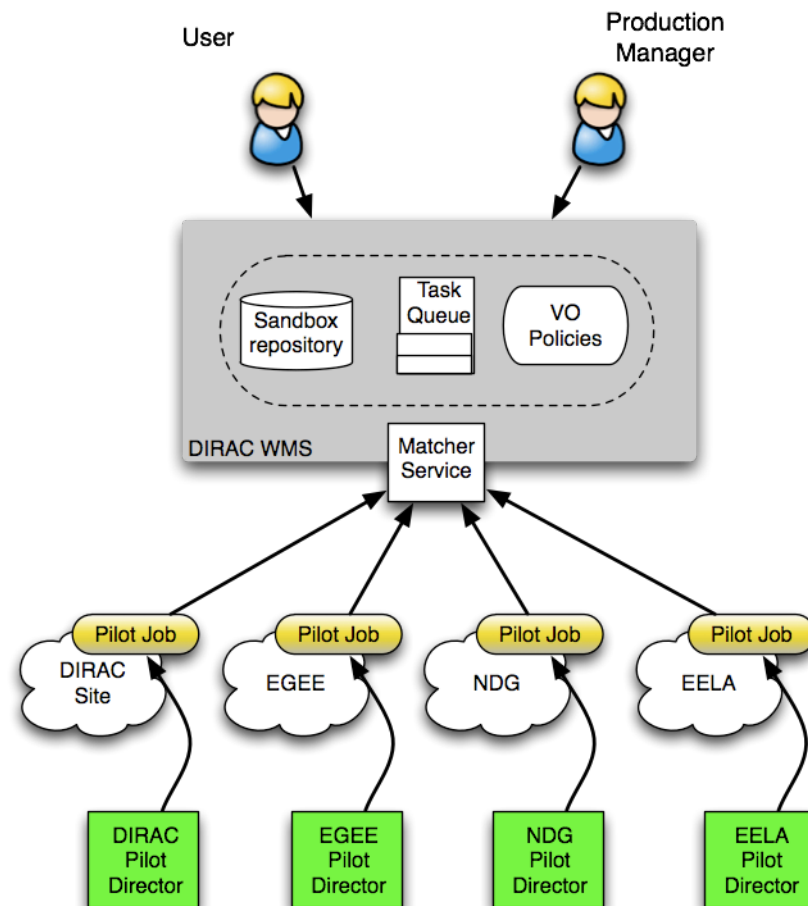 User
Production
Manager
Sandbox
repository
Task
Queue
VO
Policies
DIRAC WMS
Matcher
Service
Pilot Job
Pilot Job
Pilot Job
Pilot Job
DIRAC
Site
EGEE
NDG
EELA
DIRAC
Pilot
Director
EGEE
Pilot
Director
NDG
Pilot
Director
EELA
Pilot
Director